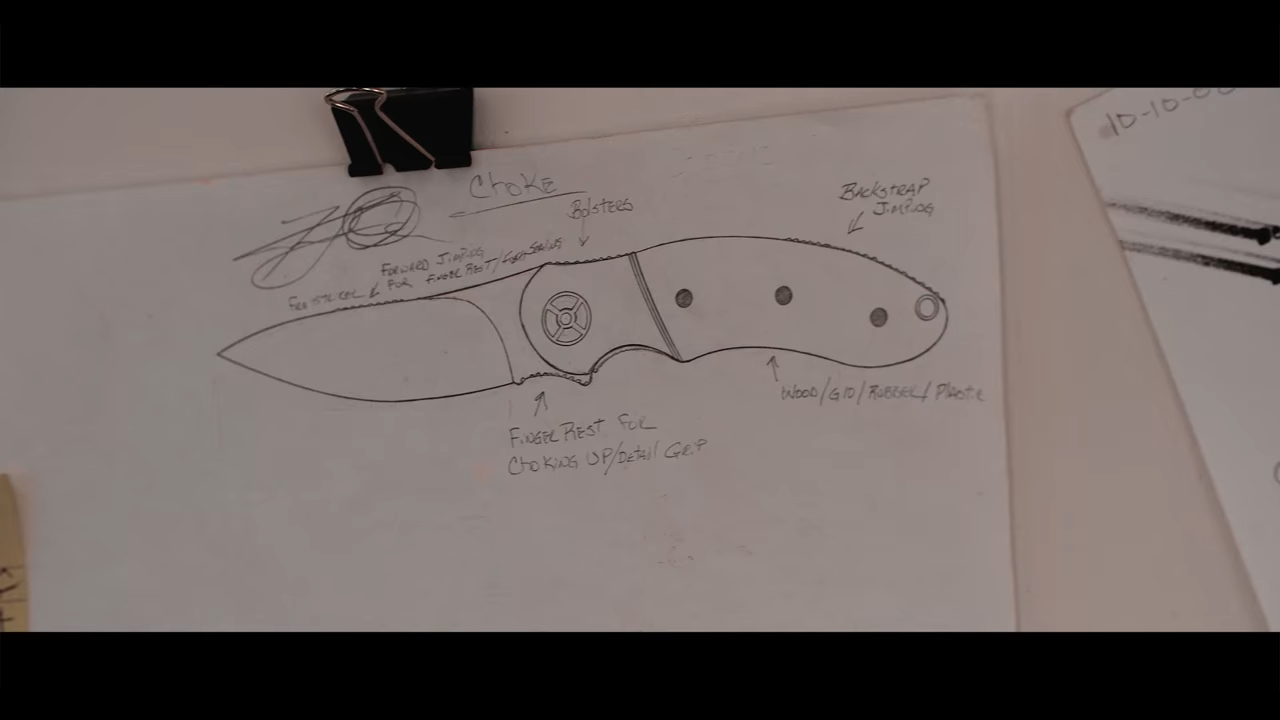 Choke
Bolsters
Backstrap
Jimping
Forward Jimping
for Finger Rest/
Finger Rest for
Choking up/Detail Grip
Wood/G10/Rubber/Plastic
10-10-0